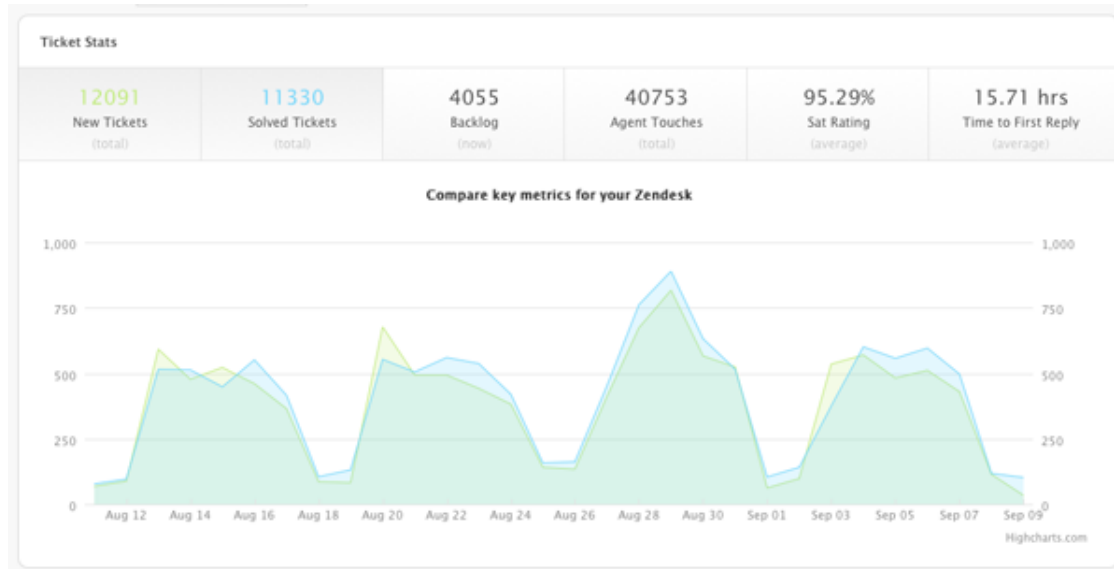 Ticket Stats
12091 11330 4055 40753 95.29% 15.71 hrs
New Tickets Solved Tickets Backlog Agent Touches Sat Rating Time to First Reply
(total) (total) (now) (total) (average) (average)
Compare key metrics for your Zendesk
1,000 1,000
750 750
500 500
250 250
0 0
Aug 12 Aug 14 Aug 16 Aug 18 Aug 20 Aug 22 Aug 24 Aug 26 Aug 28 Aug 30 Sep 01 Sep 03 Sep 05 Sep 07 Sep 09
Highcharts.com